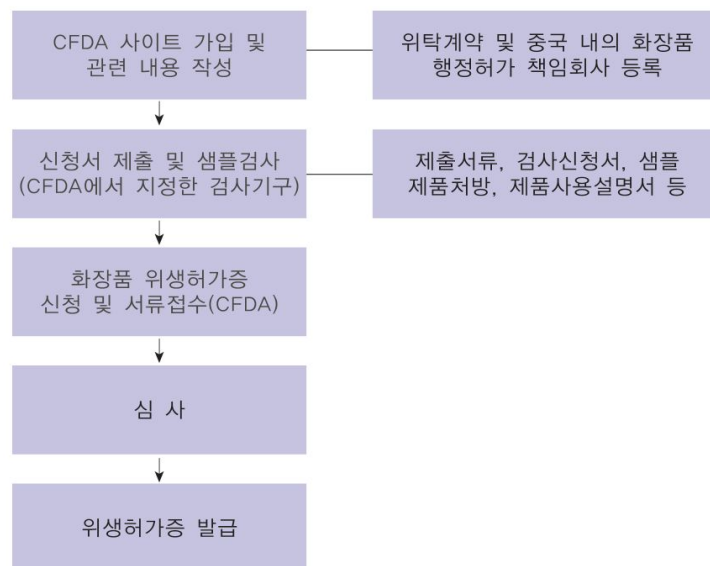 CFDA 사이트 가입 및
관련 내용 작성
위탁계약 및 중국 내의 화장품
행정허가 책임회사 등록
신청서 제출 및 샘플검사
(CFDA에서 지정한 검사기구)
제출서류, 검사신청서, 샘플
제품처방, 제품사용설명서 등
화장품 위생허가증
신청 및 서류접수(CFDA)
심 사
위생허가증 발급